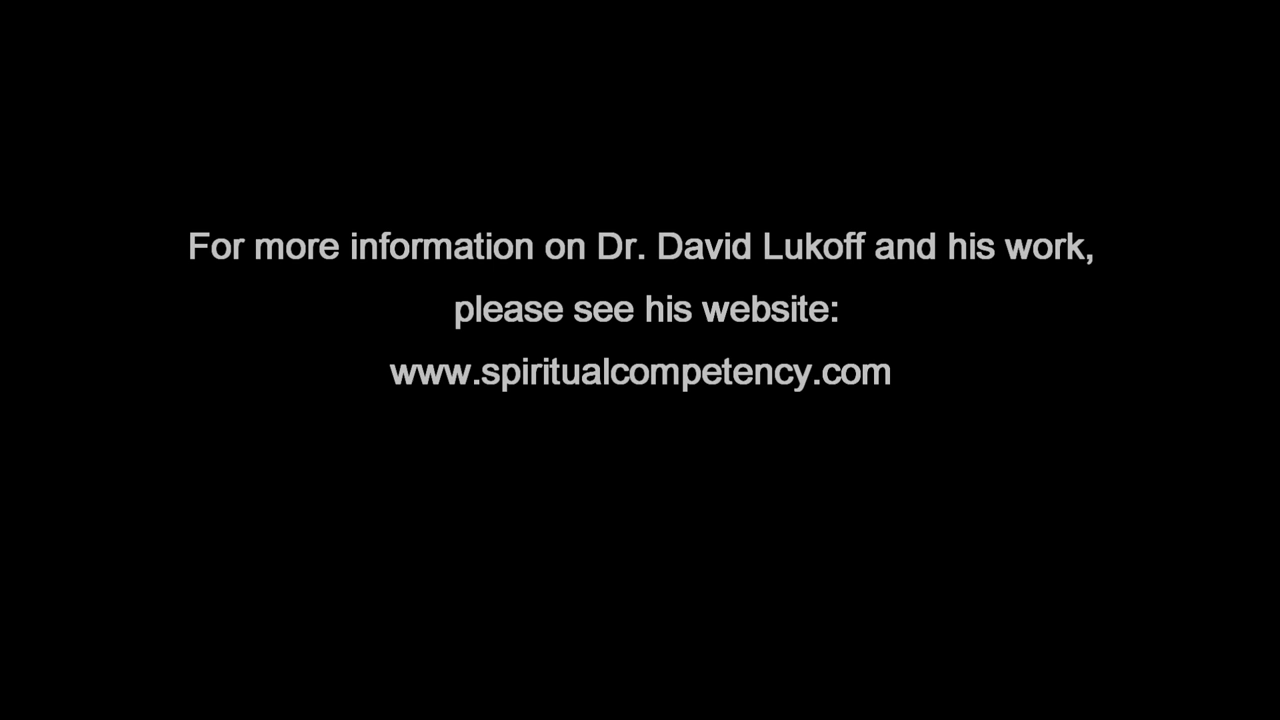 For more information on Dr. David Lukoff and his work,
please see his website:
www.spiritualcompetency.com